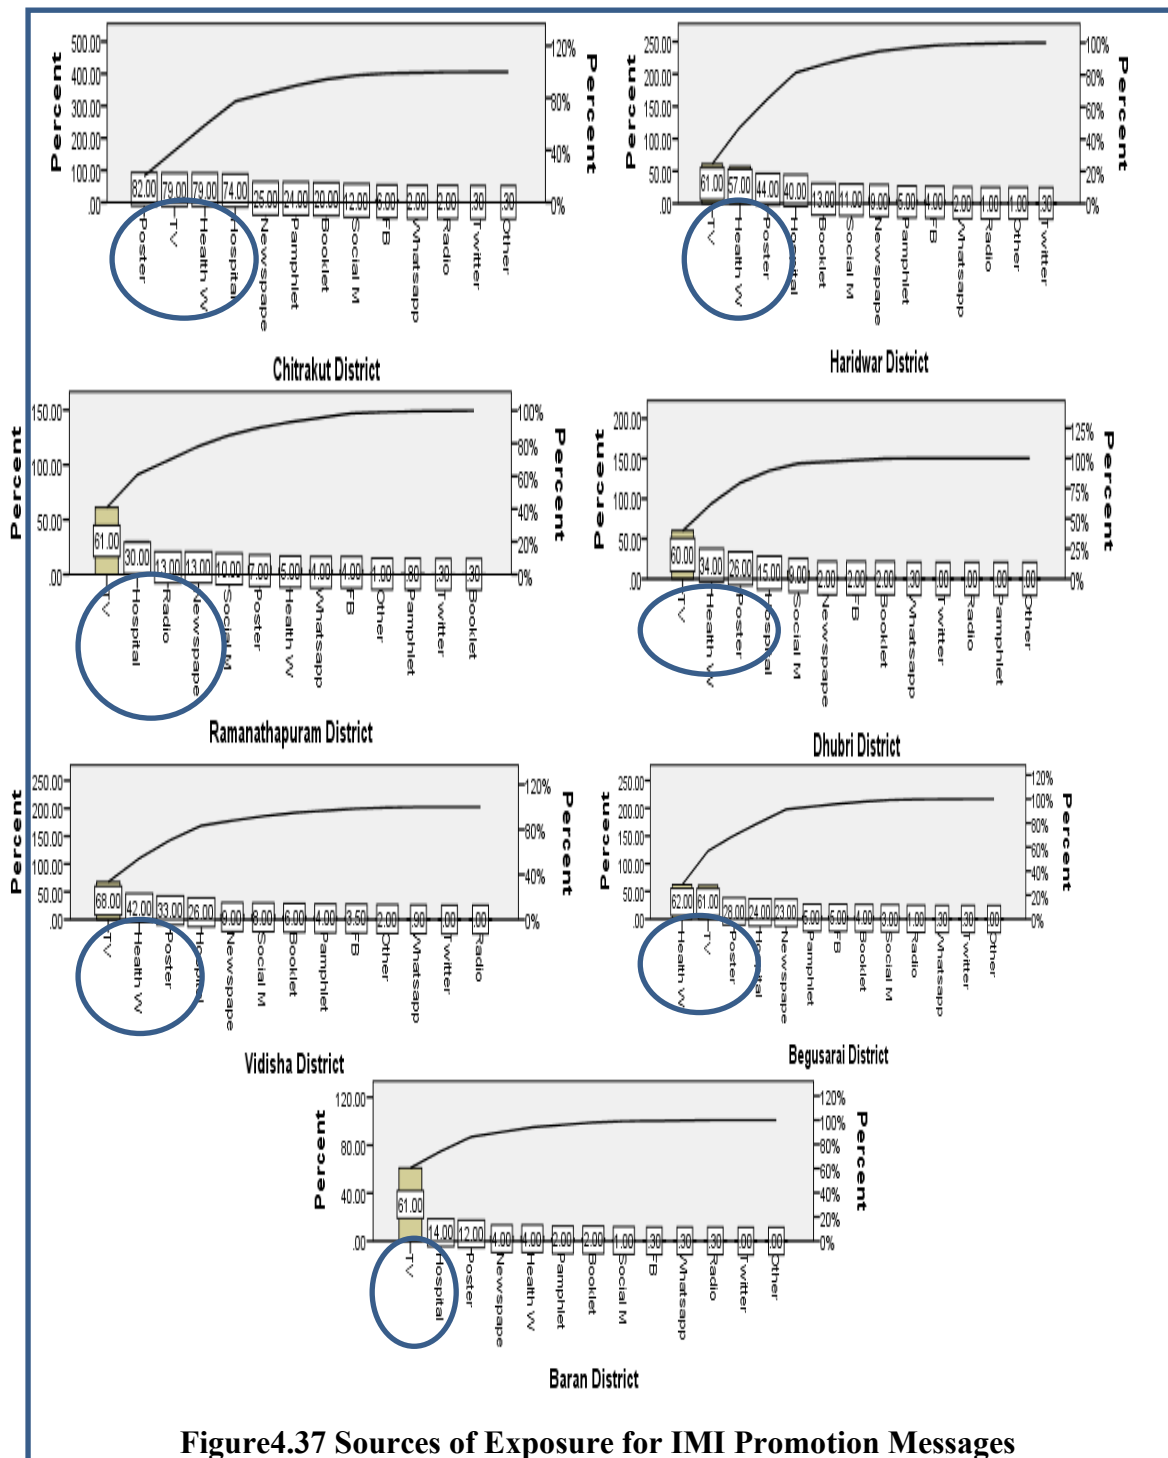 Percent
500.00
400.00
300.00
200.00
100.00
.00
82.00 79.00 79.00 74.00 25.00 24.00 20.00 12.00 6.00 2.00 2.00 .30 .30
Poster TV Health W Hospital Newspape Pamphlet Booklet Social M FB Whatsapp Radio Twitter Other
120%
80%
40%
0%
Percent
Chitrakut District
Percent
250.00
200.00
150.00
100.00
50.00
.00
61.00 57.00 44.00 40.00 13.00 11.00 9.00 5.00 4.00 2.00 1.00 1.00 .30
TV Health W Poster Hospital Booklet Social M Newspape Pamphlet FB Whatsapp Radio Other Twitter
100%
80%
60%
40%
20%
0%
Percent
Haridwar District
Percent
150.00
100.00
50.00
.00
61.00 30.00 13.00 13.00 10.00 7.00 5.00 4.00 4.00 1.00 .30 .30
TV Hospital Radio Newspape Social M Poster Health W Whatsapp FB Other Pamphlet Twitter Booklet
100%
80%
60%
40%
20%
0%
Percent
Ramanathapuram District
Percent
200.00
150.00
100.00
50.00
.00
60.00 34.00 26.00 15.00 9.00 2.00 2.00 2.00 .30 .00 .00 .00 .00
TV Health W Poster Hospital Social M Newspape FB Booklet Whatsapp Twitter Radio Pamphlet Other
125%
100%
75%
50%
25%
0%
Percent
Dhubri District
Percent
250.00
200.00
150.00
100.00
50.00
.00
68.00 42.00 33.00 26.00 9.00 8.00 6.00 4.00 3.50 2.00 .90 .00 .00
TV Health W Poster Hospital Newspape Social M Booklet Pamphlet FB Other Whatsapp Twitter Radio
120%
80%
40%
0%
Percent
Vidisha District
Percent
250.00
200.00
150.00
100.00
50.00
.00
62.00 61.00 28.00 24.00 23.00 5.00 5.00 4.00 3.00 1.00 .30 .30 .00
Health W TV Poster Hospital Newspape Pamphlet FB Booklet Social M Radio Whatsapp Twitter Other
120%
100%
80%
60%
40%
20%
0%
Percent
Begusarai District
Percent
120.00
80.00
40.00
.00
61.00 14.00 12.00 4.00 4.00 2.00 2.00 1.00 .30 .30 .30 .00 .00
TV Hospital Poster Newspape Health W Pamphlet Booklet Social M FB Whatsapp Radio Twitter Other
120%
100%
80%
60%
40%
20%
0%
Percent
Baran District
Figure4.37 Sources of Exposure for IMI Promotion Messages